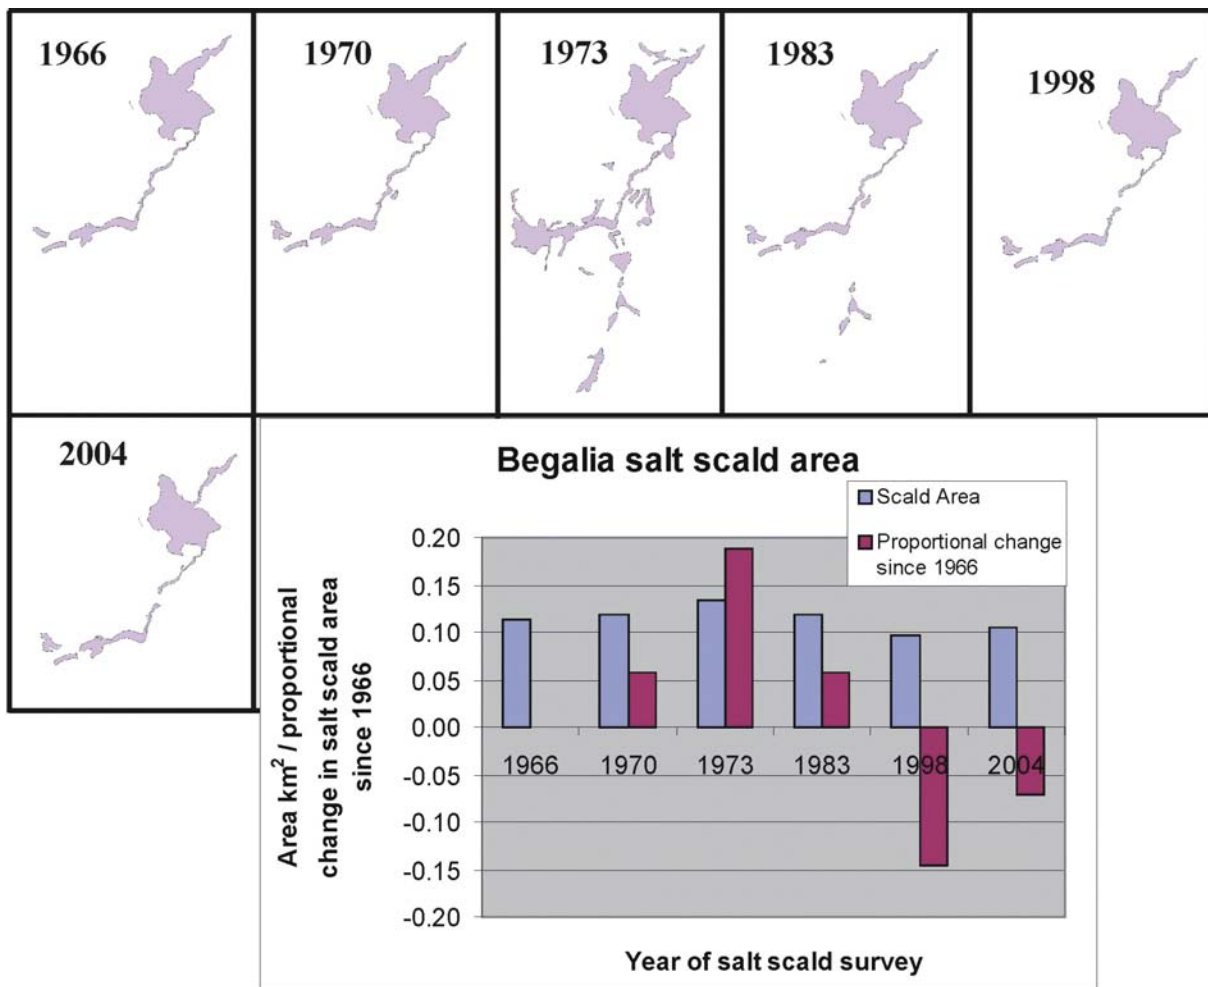 1966
1970
1973
1983
1998
2004
Begalia salt scald area
Scald Area
Proportional change
since 1966
Area km² / proportional
change in salt scald area
since 1966
0.20
0.15
0.10
0.05
0.00
-0.05
-0.10
-0.15
-0.20
1966 1970 1973 1983 1998 2004
Year of salt scald survey